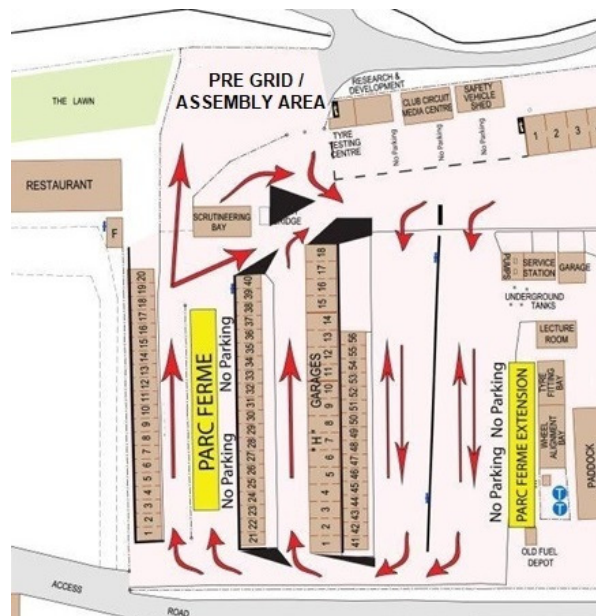 PRE GRID /
ASSEMBLY AREA
RESEARCH &
DEVELOPMENT
CLUB CIRCUIT
MEDIA CENTRE
SAFETY
VEHICLE
SHED
THE LAWN
TYRE
TESTING
CENTRE
No Parking
No Parking
No Parking
1 2 3
RESTAURANT
SCRUTINEERING
BAY
F
PUMPS
SERVICE
STATION
GARAGE
UNDERGROUND
TANKS
LECTURE
ROOM
1 2 3 4 5 6 7 8 9 10 11 12 13 14 15 16 17 18 19 20
PARC FERME
No Parking No Parking
21 22 23 24 25 26 27 28 29 30 31 32 33 34 35 36 37 38 39 40
"H" GARAGES
1 2 3 4 5 6 7 8 9 10 11 12 13 14 15 16 17 18
41 42 43 44 45 46 47 48 49 50 51 52 53 54 55 56
No Parking No Parking
PARC FERME EXTENSION
TYRE
FITTING
BAY
WHEEL
ALIGNMENT
BAY
PADDOCK
OLD FUEL
DEPOT
ACCESS
ROAD